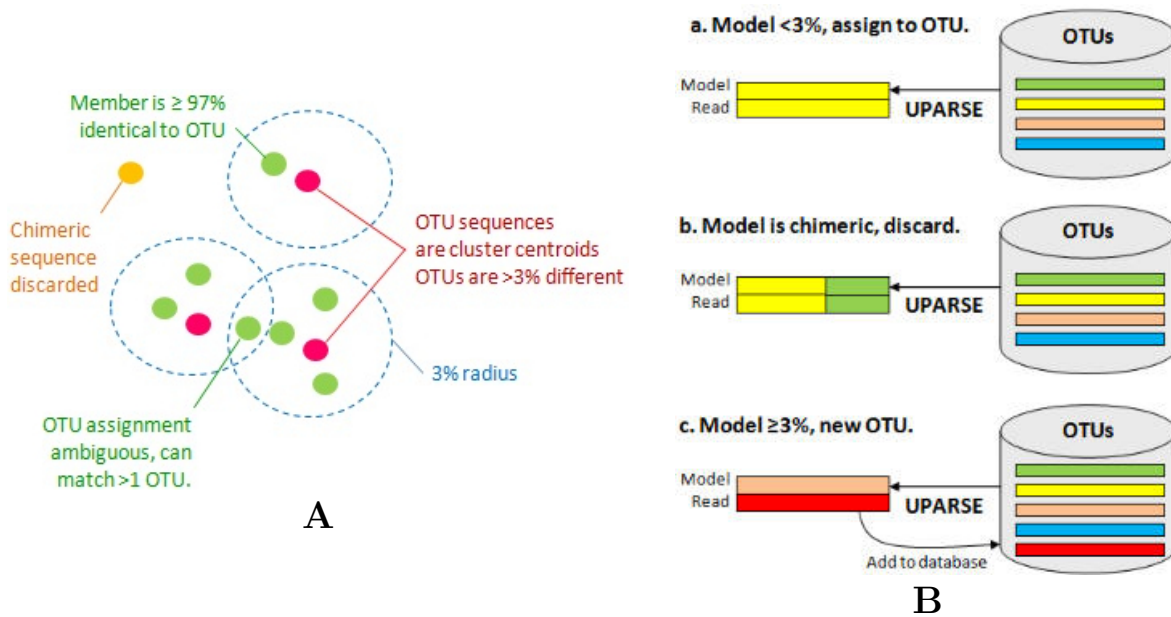 Member is ≥ 97%
identical to OTU
Chimeric
sequence
discarded
OTU sequences
are cluster centroids
OTUs are >3% different
3% radius
OTU assignment
ambiguous, can
match >1 OTU.
A
a. Model <3%, assign to OTU.
OTUs
Model
Read
UPARSE
b. Model is chimeric, discard.
OTUs
Model
Read
UPARSE
c. Model ≥3%, new OTU.
OTUs
Model
Read
UPARSE
Add to database
B